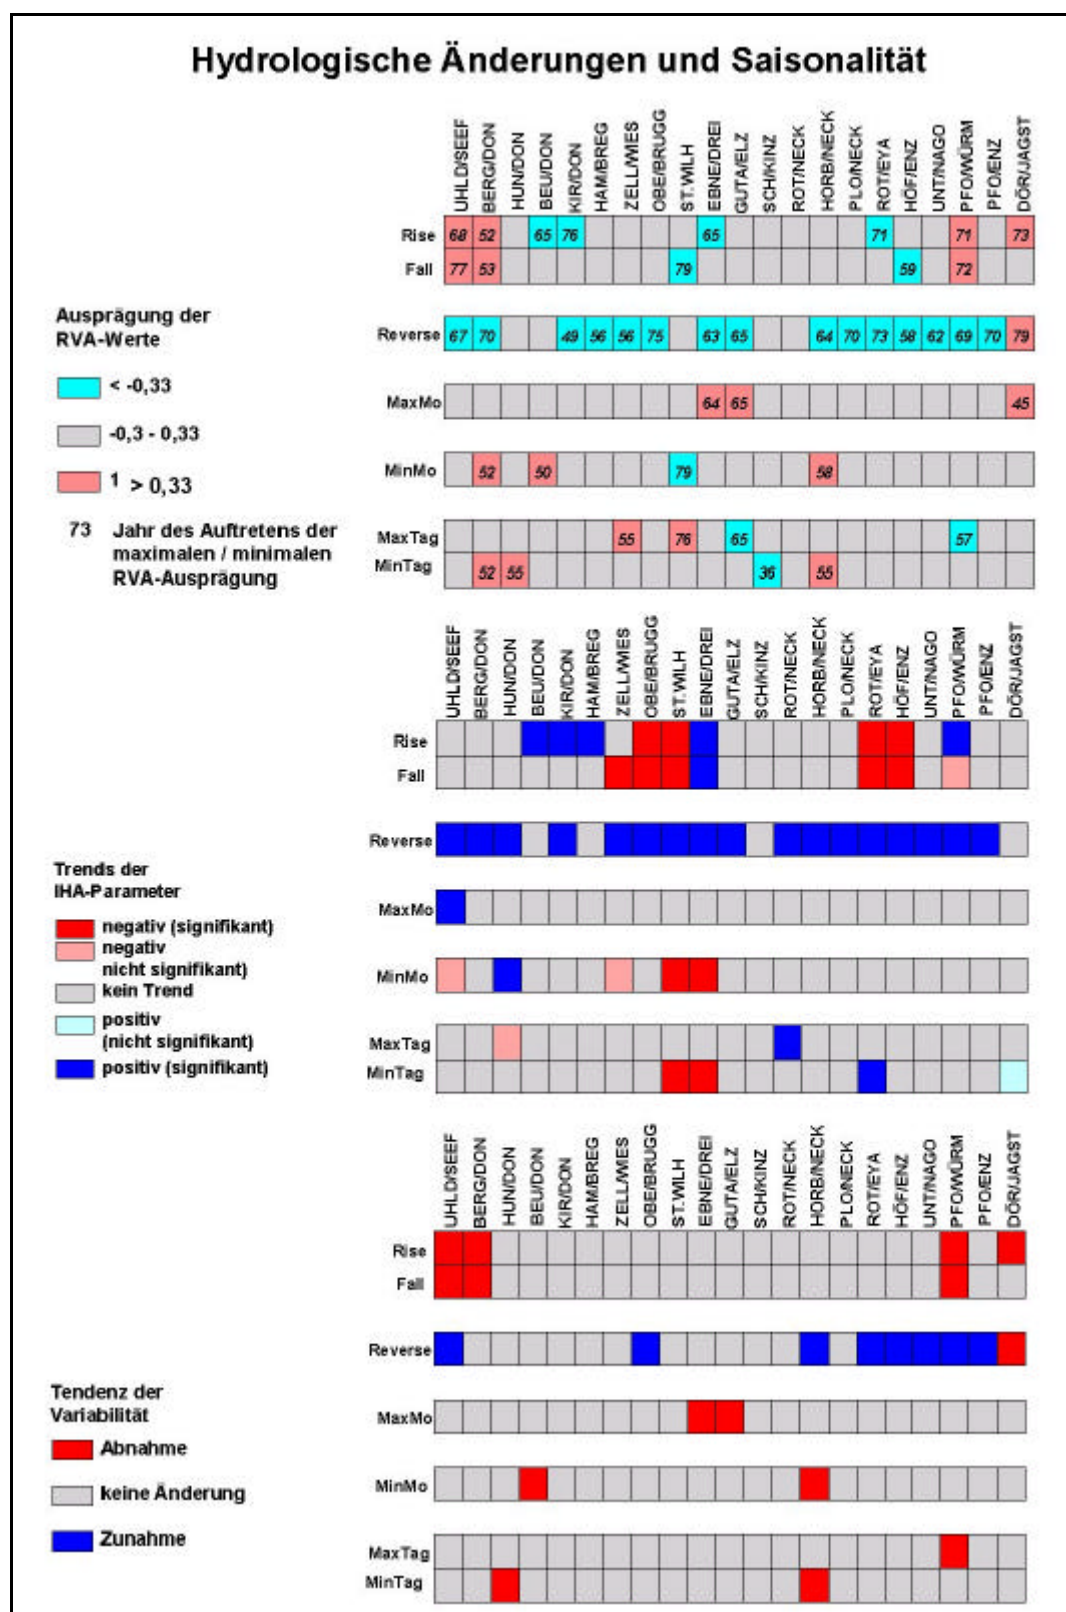 Hydrologische Änderungen und Saisonalität
UHLD/SEEF BERG/DON HUN/DON BEU/DON KIR/DON HAM/BREG ZELL/WIES OBE/BRUGG ST.WILH EBNE/DREI GUTA/ELZ SCH/KINZ ROT/NECK HORB/NECK PLO/NECK ROT/EYA HÖF/ENZ UNT/NAGO PFO/WÜRM PFO/ENZ DÖR/JAGST
Rise 68 52 65 76 65 71 71 73
Fall 77 53 79 59 72
Ausprägung der
RVA-Werte
Reverse 67 70 49 56 56 75 63 65 64 70 73 58 62 69 70 79
< -0,33
MaxMo 64 65 45
-0,3 - 0,33
MinMo 52 50 79 58
1 > 0,33
73 Jahr des Auftretens der
maximalen / minimalen
RVA-Ausprägung
MaxTag 55 76 65 57
MinTag 52 55 36 55
UHLD/SEEF BERG/DON HUN/DON BEU/DON KIR/DON HAM/BREG ZELL/WIES OBE/BRUGG ST.WILH EBNE/DREI GUTA/ELZ SCH/KINZ ROT/NECK HORB/NECK PLO/NECK ROT/EYA HÖF/ENZ UNT/NAGO PFO/WÜRM PFO/ENZ DÖR/JAGST
Rise
Fall
Reverse
Trends der
IHA-Parameter
MaxMo
negativ (signifikant)
negativ
nicht signifikant)
MinMo
kein Trend
positiv
(nicht signifikant)
MaxTag
positiv (signifikant)
MinTag
UHLD/SEEF BERG/DON HUN/DON BEU/DON KIR/DON HAM/BREG ZELL/WIES OBE/BRUGG ST.WILH EBNE/DREI GUTA/ELZ SCH/KINZ ROT/NECK HORB/NECK PLO/NECK ROT/EYA HÖF/ENZ UNT/NAGO PFO/WÜRM PFO/ENZ DÖR/JAGST
Rise
Fall
Reverse
Tendenz der
Variabilität
MaxMo
Abnahme
MinMo
keine Änderung
Zunahme
MaxTag
MinTag